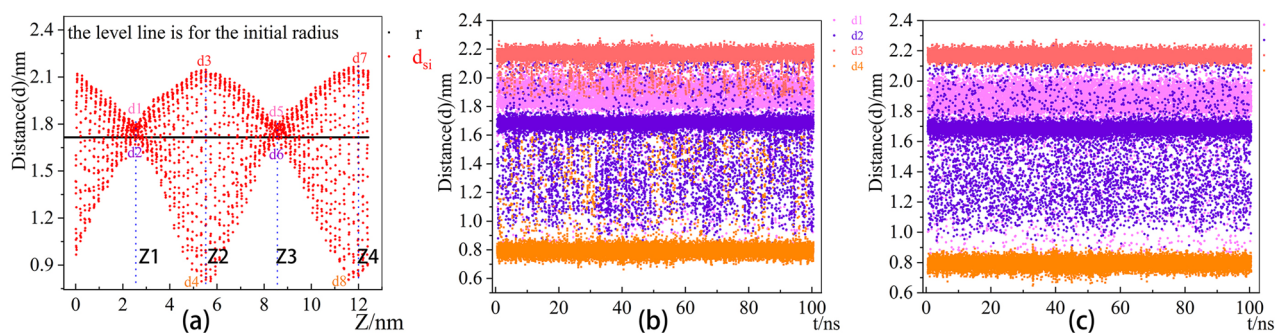 the level line is for the initial radius
r
d_si
Distance(d)/nm
2.4
2.1
1.8
1.5
1.2
0.9
d1
d2
d3
d4
d5
d6
d7
d8
Z1
Z2
Z3
Z4
0
2
4
6
8
10
12
Z/nm
(a)
Distance(d)/nm
2.4
2.2
2.0
1.8
1.6
1.4
1.2
1.0
0.8
0.6
0
20
40
60
80
100
t/ns
d1
d2
d3
d4
(b)
Distance(d)/nm
2.4
2.2
2.0
1.8
1.6
1.4
1.2
1.0
0.8
0.6
0
20
40
60
80
100
t/ns
(c)